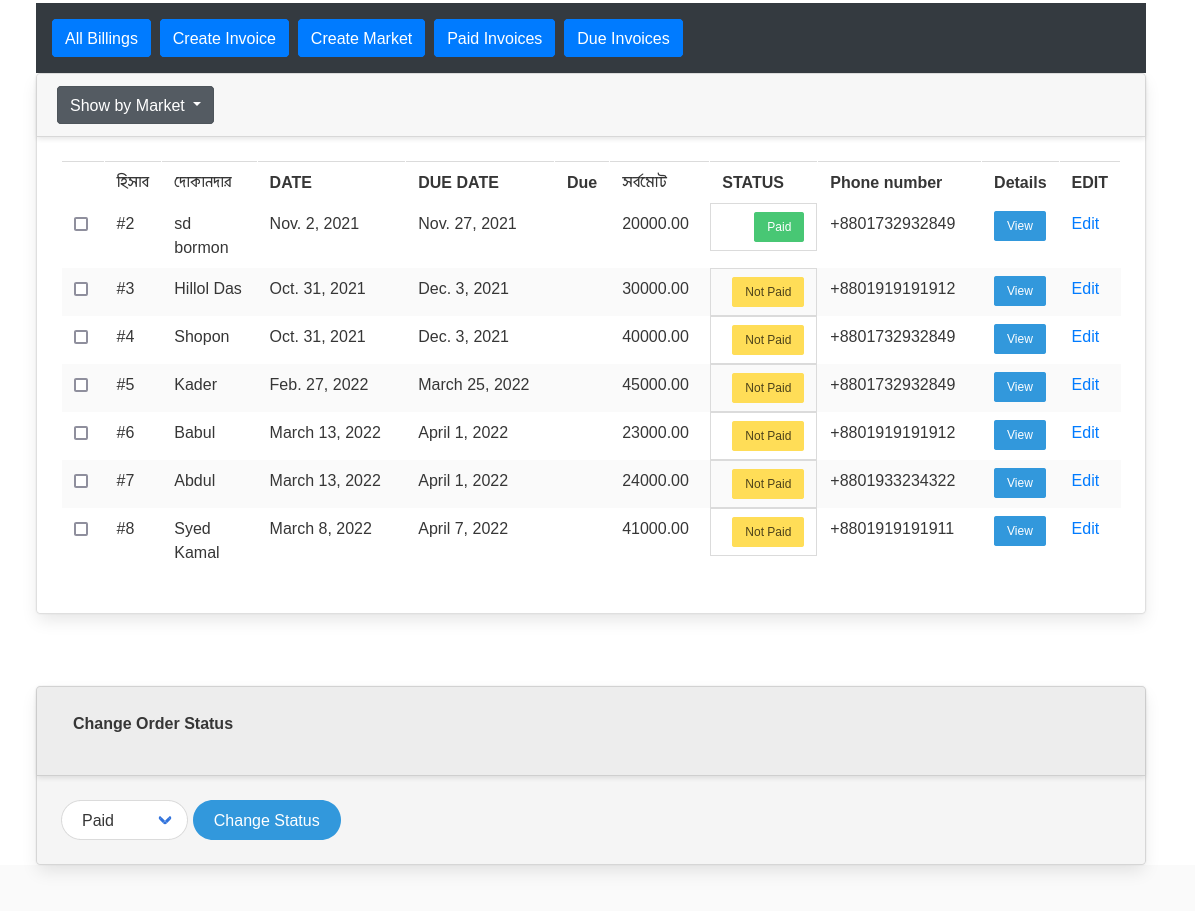 All Billings Create Invoice Create Market Paid Invoices Due Invoices
Show by Market
হিসাব দোকানদার DATE DUE DATE Due সর্বমোট STATUS Phone number Details EDIT
#2 sd bormon Nov. 2, 2021 Nov. 27, 2021 20000.00 Paid +8801732932849 View Edit
#3 Hillol Das Oct. 31, 2021 Dec. 3, 2021 30000.00 Not Paid +8801919191912 View Edit
#4 Shopon Oct. 31, 2021 Dec. 3, 2021 40000.00 Not Paid +8801732932849 View Edit
#5 Kader Feb. 27, 2022 March 25, 2022 45000.00 Not Paid +8801732932849 View Edit
#6 Babul March 13, 2022 April 1, 2022 23000.00 Not Paid +8801919191912 View Edit
#7 Abdul March 13, 2022 April 1, 2022 24000.00 Not Paid +8801933234322 View Edit
#8 Syed Kamal March 8, 2022 April 7, 2022 41000.00 Not Paid +8801919191911 View Edit
Change Order Status
Paid Change Status